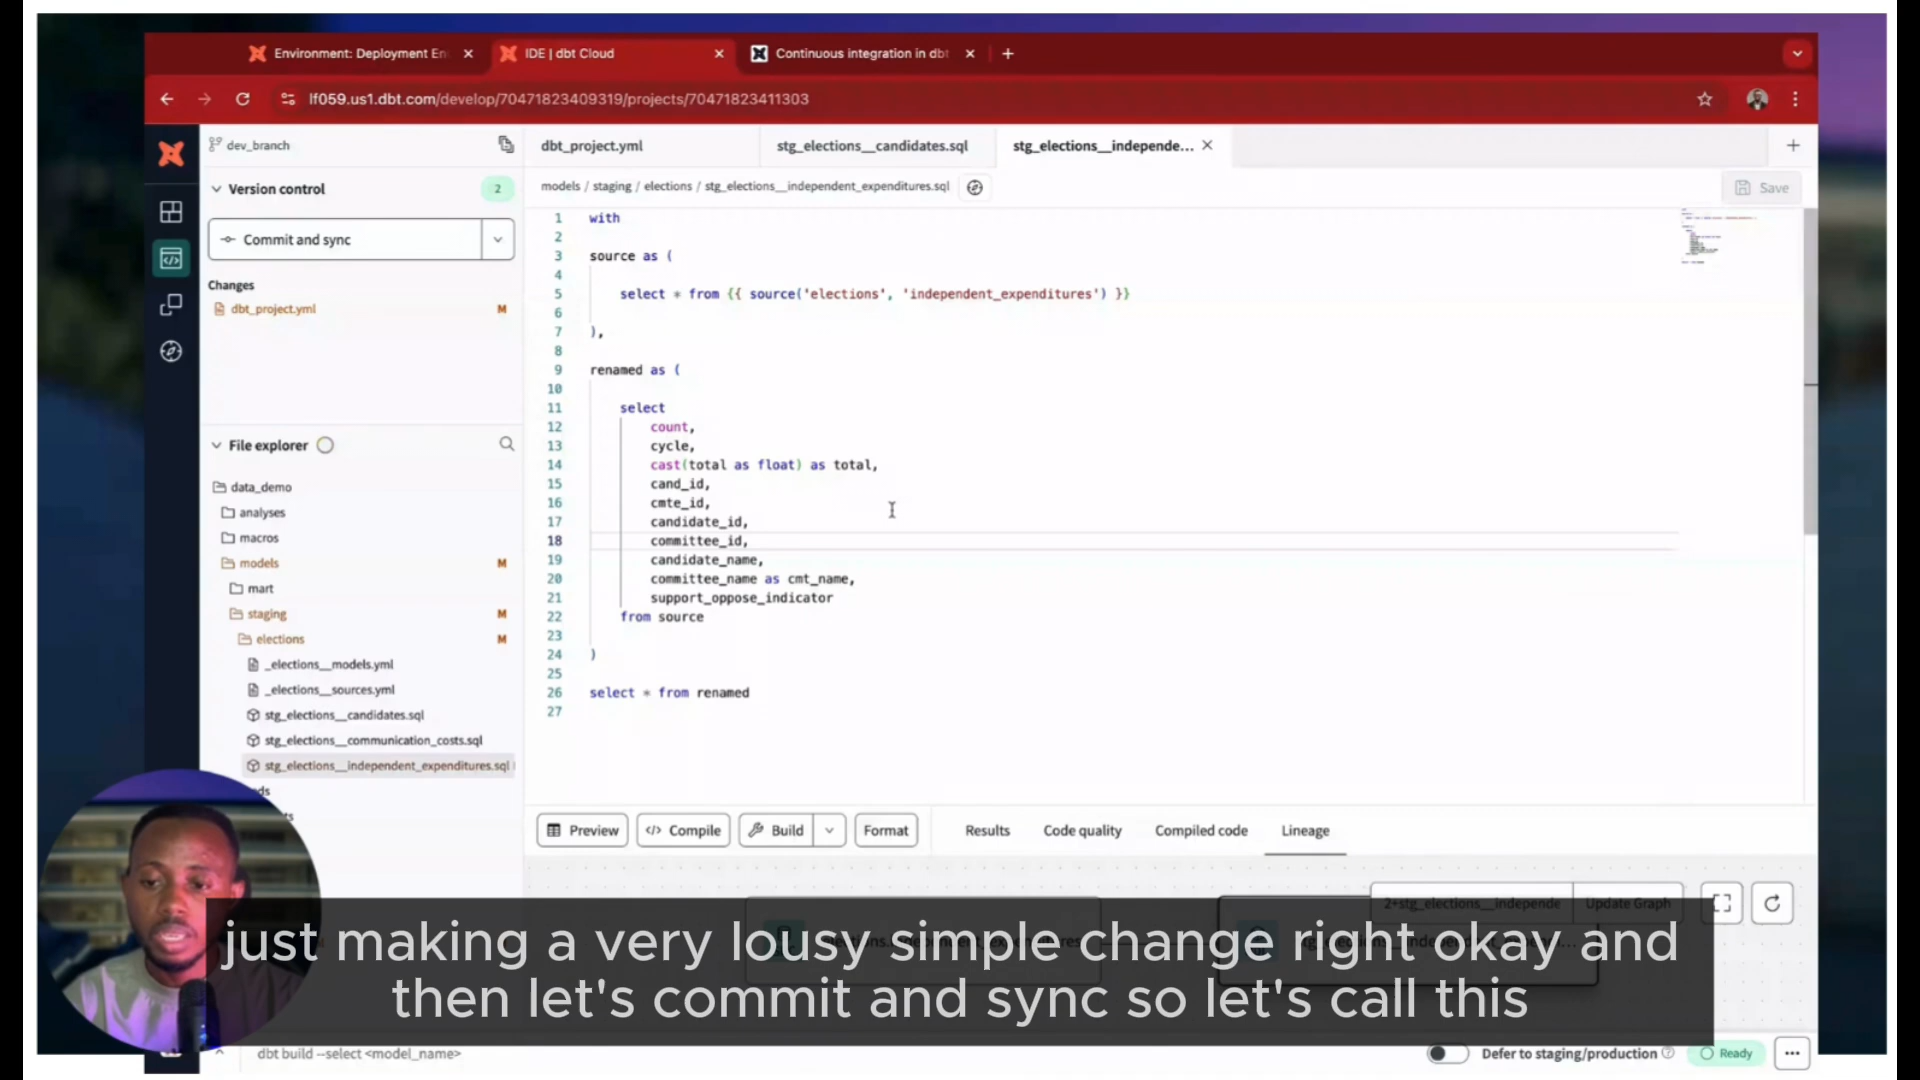 Environment: Deployment En
IDE | dbt Cloud
Continuous integration in dbt
lf059.us1.dbt.com/develop/70471823409319/projects/70471823411303
dev_branch
dbt_project.yml
stg_elections__candidates.sql
stg_elections__independe...
Version control
2
models / staging / elections / stg_elections__independent_expenditures.sql
Save
Commit and sync
Changes
dbt_project.yml M
File explorer
data_demo
analyses
macros
models M
mart
staging M
elections M
_elections__models.yml
_elections__sources.yml
stg_elections__candidates.sql
stg_elections__communication_costs.sql
stg_elections__independent_expenditures.sql
1 with
2
3 source as (
4
5 select * from {{ source('elections', 'independent_expenditures') }}
6
7 ),
8
9 renamed as (
10
11 select
12 count,
13 cycle,
14 cast(total as float) as total,
15 cand_id,
16 cmte_id,
17 candidate_id,
18 committee_id,
19 candidate_name,
20 committee_name as cmt_name,
21 support_oppose_indicator
22 from source
23
24 )
25
26 select * from renamed
27
Preview
Compile
Build
Format
Results
Code quality
Compiled code
Lineage
2+stg_elections__independe
Update Graph
just making a very lousy simple change right okay and
then let's commit and sync so let's call this
dbt build --select <model_name>
Defer to staging/production
Ready